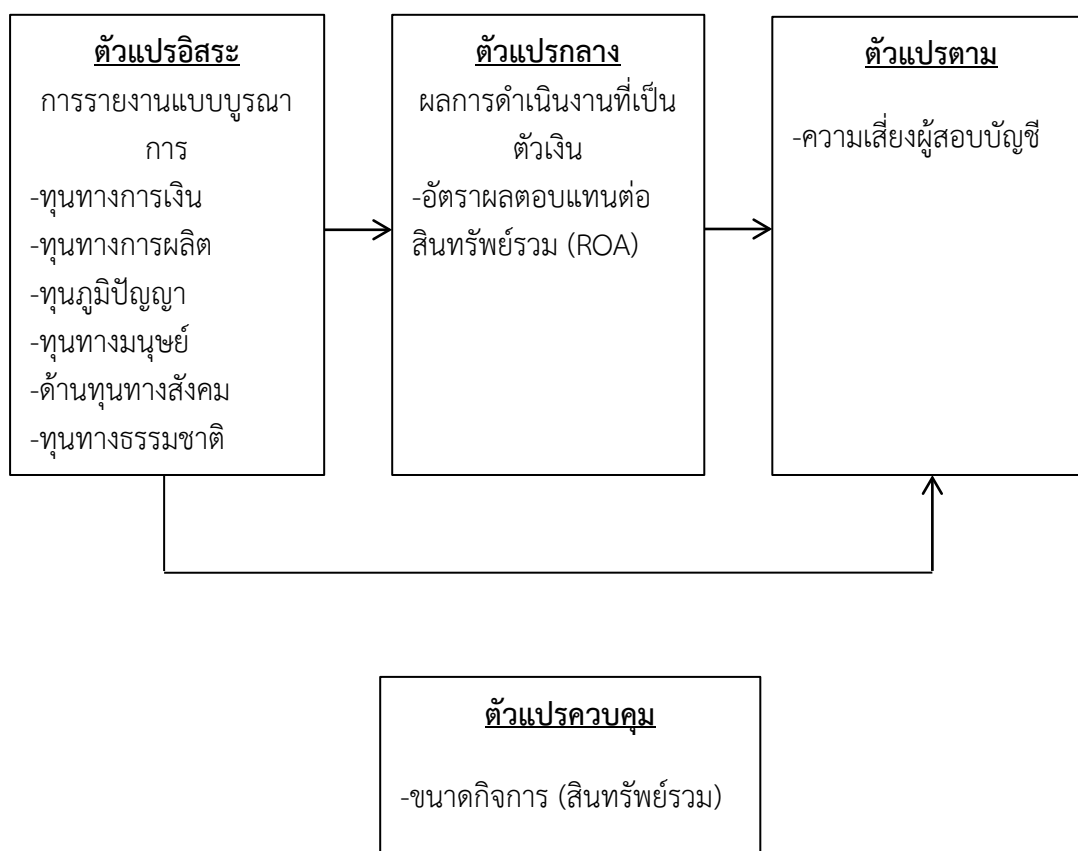 ตัวแปรอิสระ
การรายงานแบบบูรณา
การ
-ทุนทางการเงิน
-ทุนทางการผลิต
-ทุนภูมิปัญญา
-ทุนทางมนุษย์
-ด้านทุนทางสังคม
-ทุนทางธรรมชาติ
ตัวแปรกลาง
ผลการดำเนินงานที่เป็น
ตัวเงิน
-อัตราผลตอบแทนต่อ
สินทรัพย์รวม (ROA)
ตัวแปรตาม
-ความเสี่ยงผู้สอบบัญชี
ตัวแปรควบคุม
-ขนาดกิจการ (สินทรัพย์รวม)